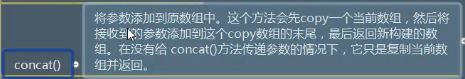 将参数添加到原数组中。这个方法会先copy一个当前数组，然后将
接收到的参数添加到这个copy数组的末尾，最后返回新构建的数
组。在没有给 concat()方法传递参数的情况下，它只是复制当前数
组并返回。
concat()